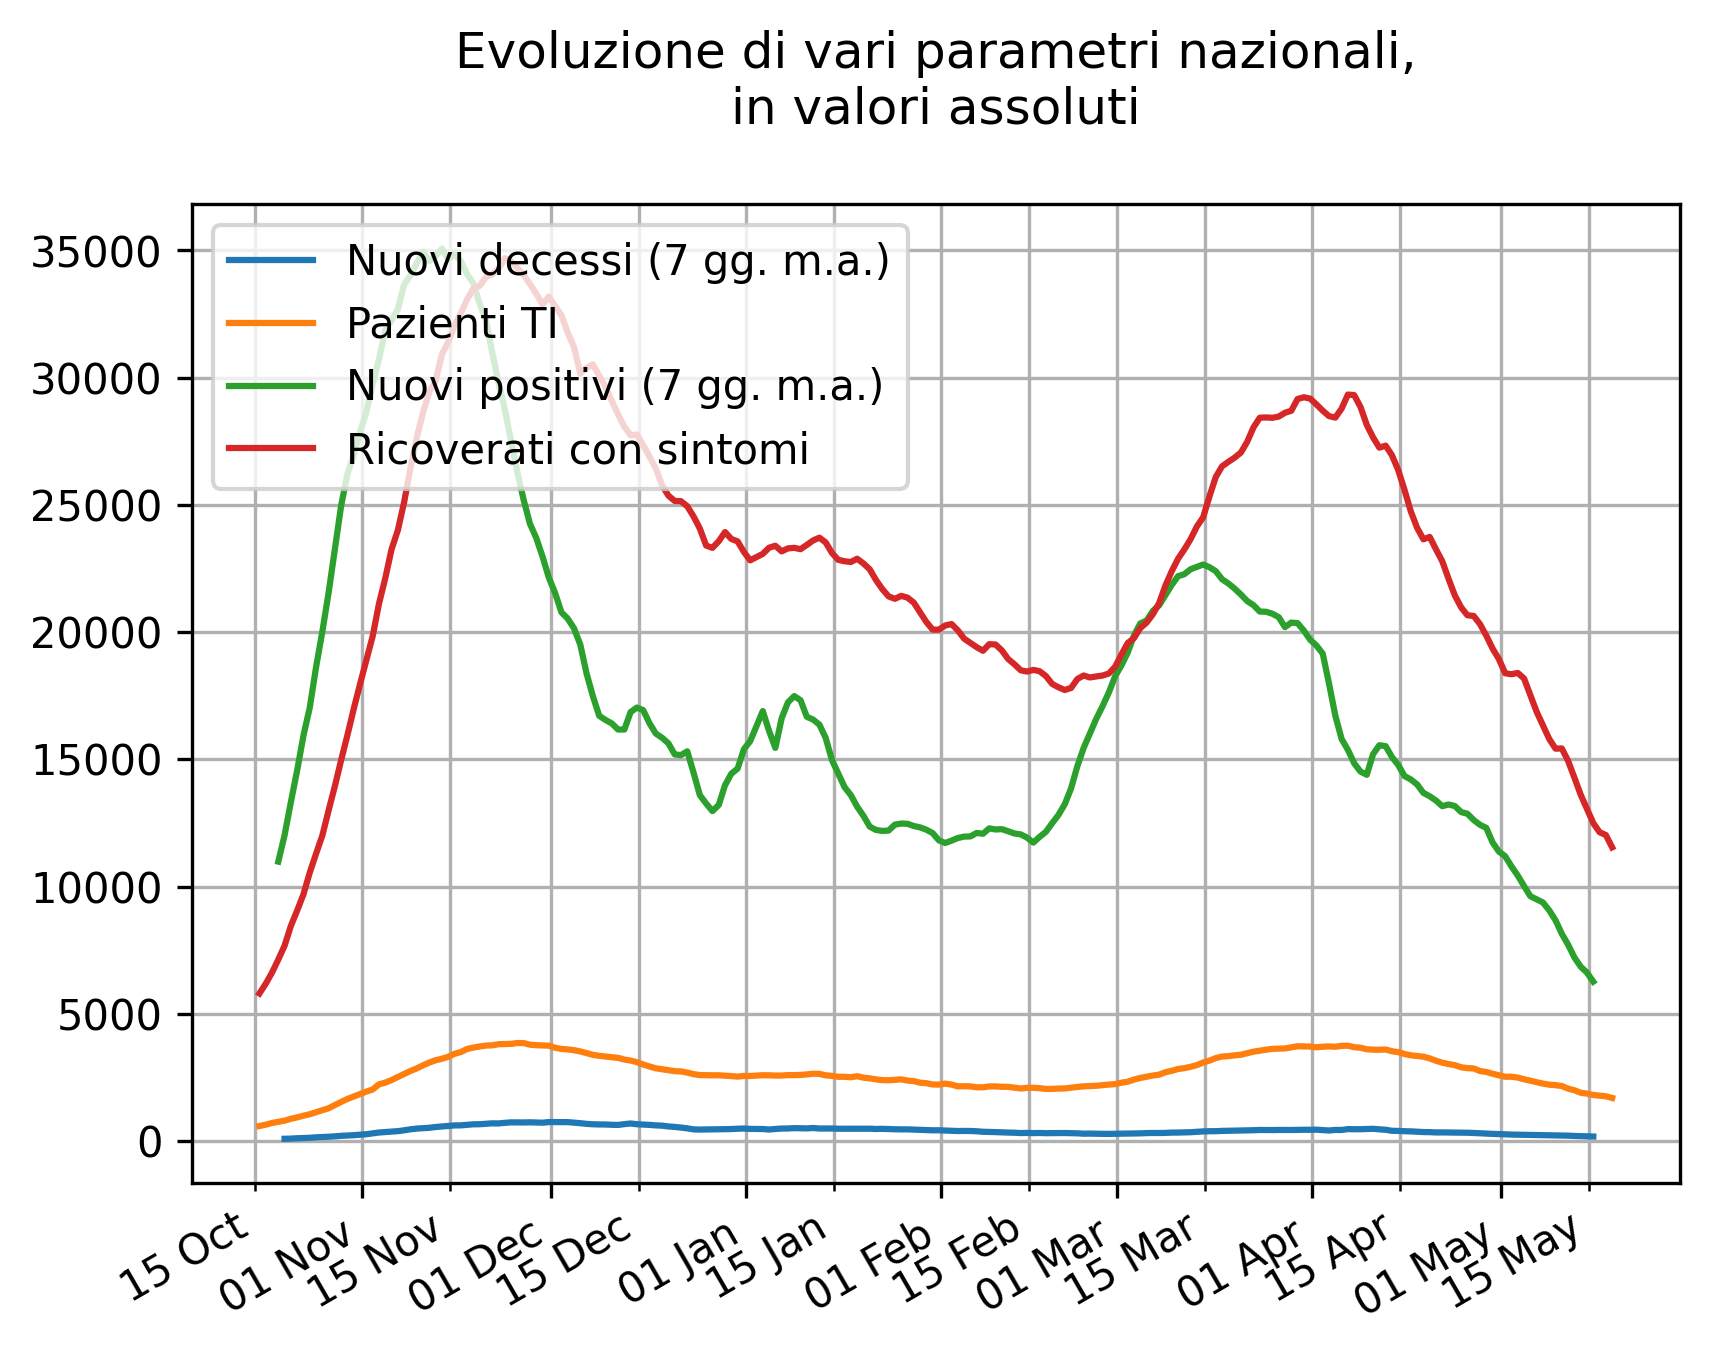 Evoluzione di vari parametri nazionali,
in valori assoluti
35000
30000
25000
20000
15000
10000
5000
0
Nuovi decessi (7 gg. m.a.)
Pazienti TI
Nuovi positivi (7 gg. m.a.)
Ricoverati con sintomi
15 Oct
01 Nov
15 Nov
01 Dec
15 Dec
01 Jan
15 Jan
01 Feb
15 Feb
01 Mar
15 Mar
01 Apr
15 Apr
01 May
15 May